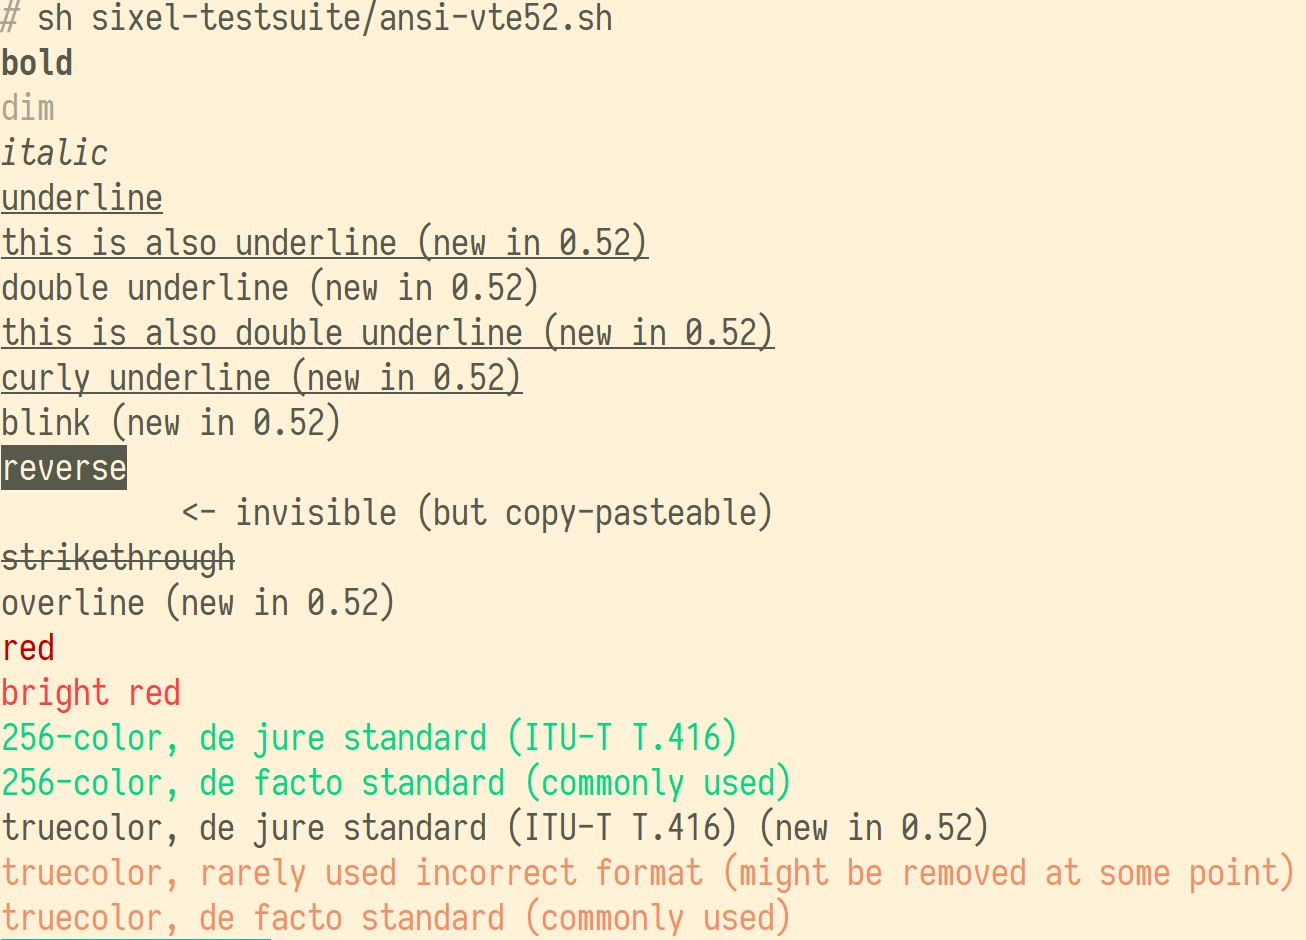 # sh sixel-testsuite/ansi-vte52.sh
bold
dim
italic
underline
this is also underline (new in 0.52)
double underline (new in 0.52)
this is also double underline (new in 0.52)
curly underline (new in 0.52)
blink (new in 0.52)
reverse
<- invisible (but copy-pasteable)
strikethrough
overline (new in 0.52)
red
bright red
256-color, de jure standard (ITU-T T.416)
256-color, de facto standard (commonly used)
truecolor, de jure standard (ITU-T T.416) (new in 0.52)
truecolor, rarely used incorrect format (might be removed at some point)
truecolor, de facto standard (commonly used)